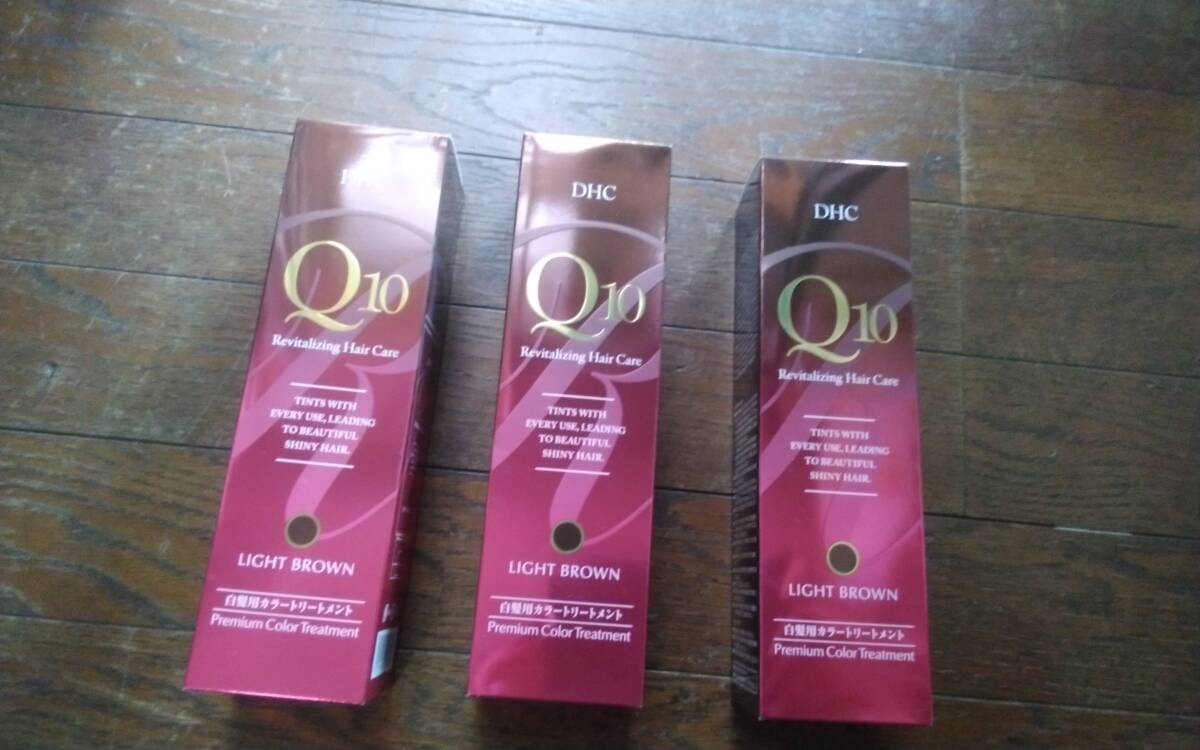 DHC
Q10
Revitalizing Hair Care
TINTS WITH
EVERY USE, LEADING
TO BEAUTIFUL
SHINY HAIR.
LIGHT BROWN
白髪用カラートリートメント
Premium Color Treatment
DHC
Q10
Revitalizing Hair Care
TINTS WITH
EVERY USE, LEADING
TO BEAUTIFUL
SHINY HAIR.
LIGHT BROWN
白髪用カラートリートメント
Premium Color Treatment
DHC
Q10
Revitalizing Hair Care
TINTS WITH
EVERY USE, LEADING
TO BEAUTIFUL
SHINY HAIR.
LIGHT BROWN
白髪用カラートリートメント
Premium Color Treatment